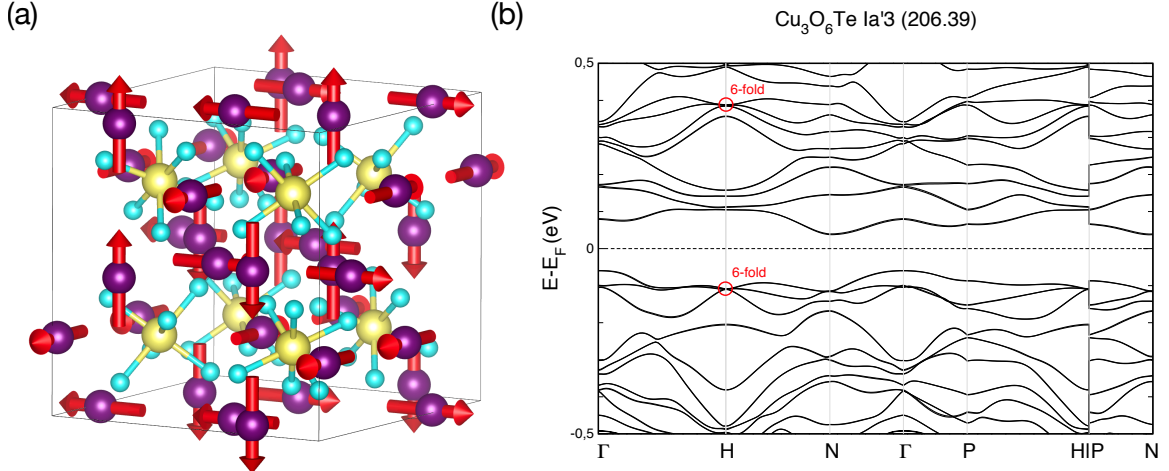 (a)
(b)
Cu3O6Te Ia'3 (206.39)
0,5
6-fold
E-EF (eV)
0
6-fold
-0,5
Γ H N Γ P H|P N